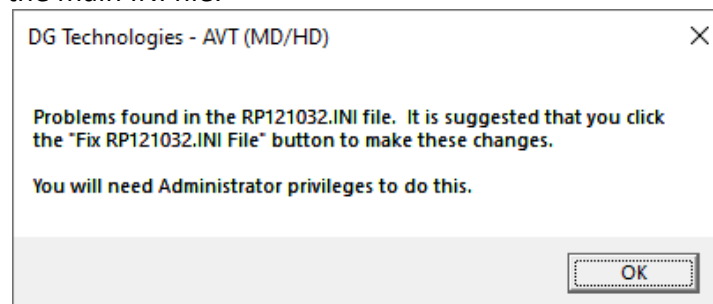 the main INI file.
DG Technologies - AVT (MD/HD)
Problems found in the RP121032.INI file. It is suggested that you click
the "Fix RP121032.INI File" button to make these changes.
You will need Administrator privileges to do this.
OK